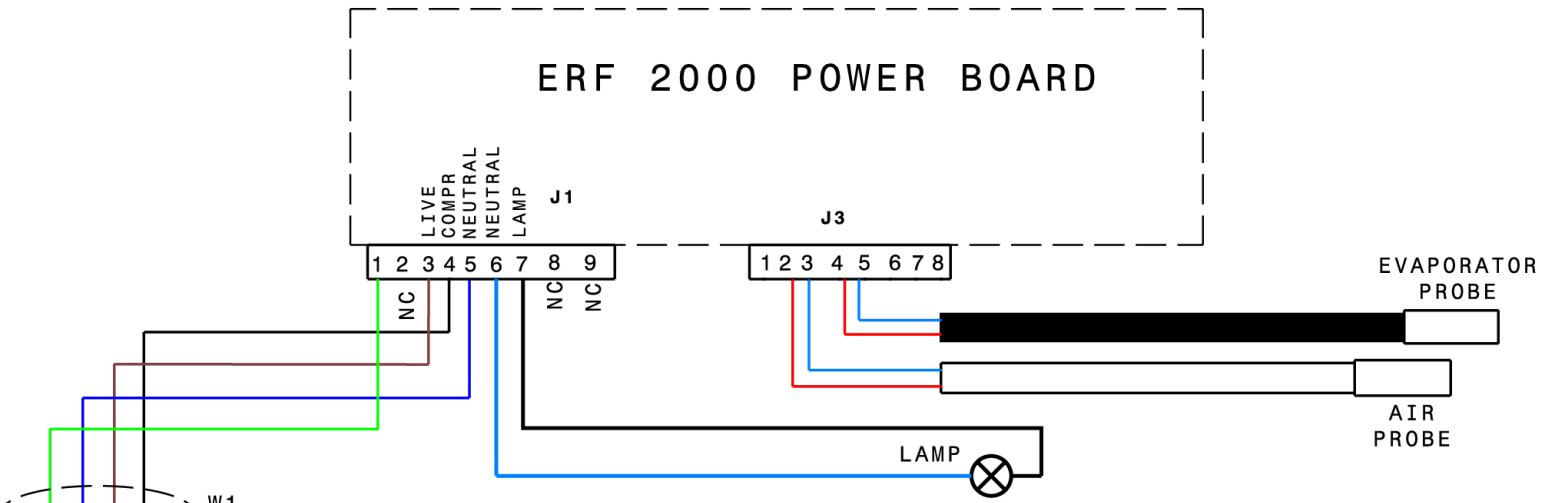 ERF 2000 POWER BOARD
LIVE
COMPR
NEUTRAL
NEUTRAL
LAMP
J1
J3
1 2 3 4 5 6 7 8 9
NC
NC
NC
1 2 3 4 5 6 7 8
EVAPORATOR
PROBE
AIR
PROBE
LAMP
W1